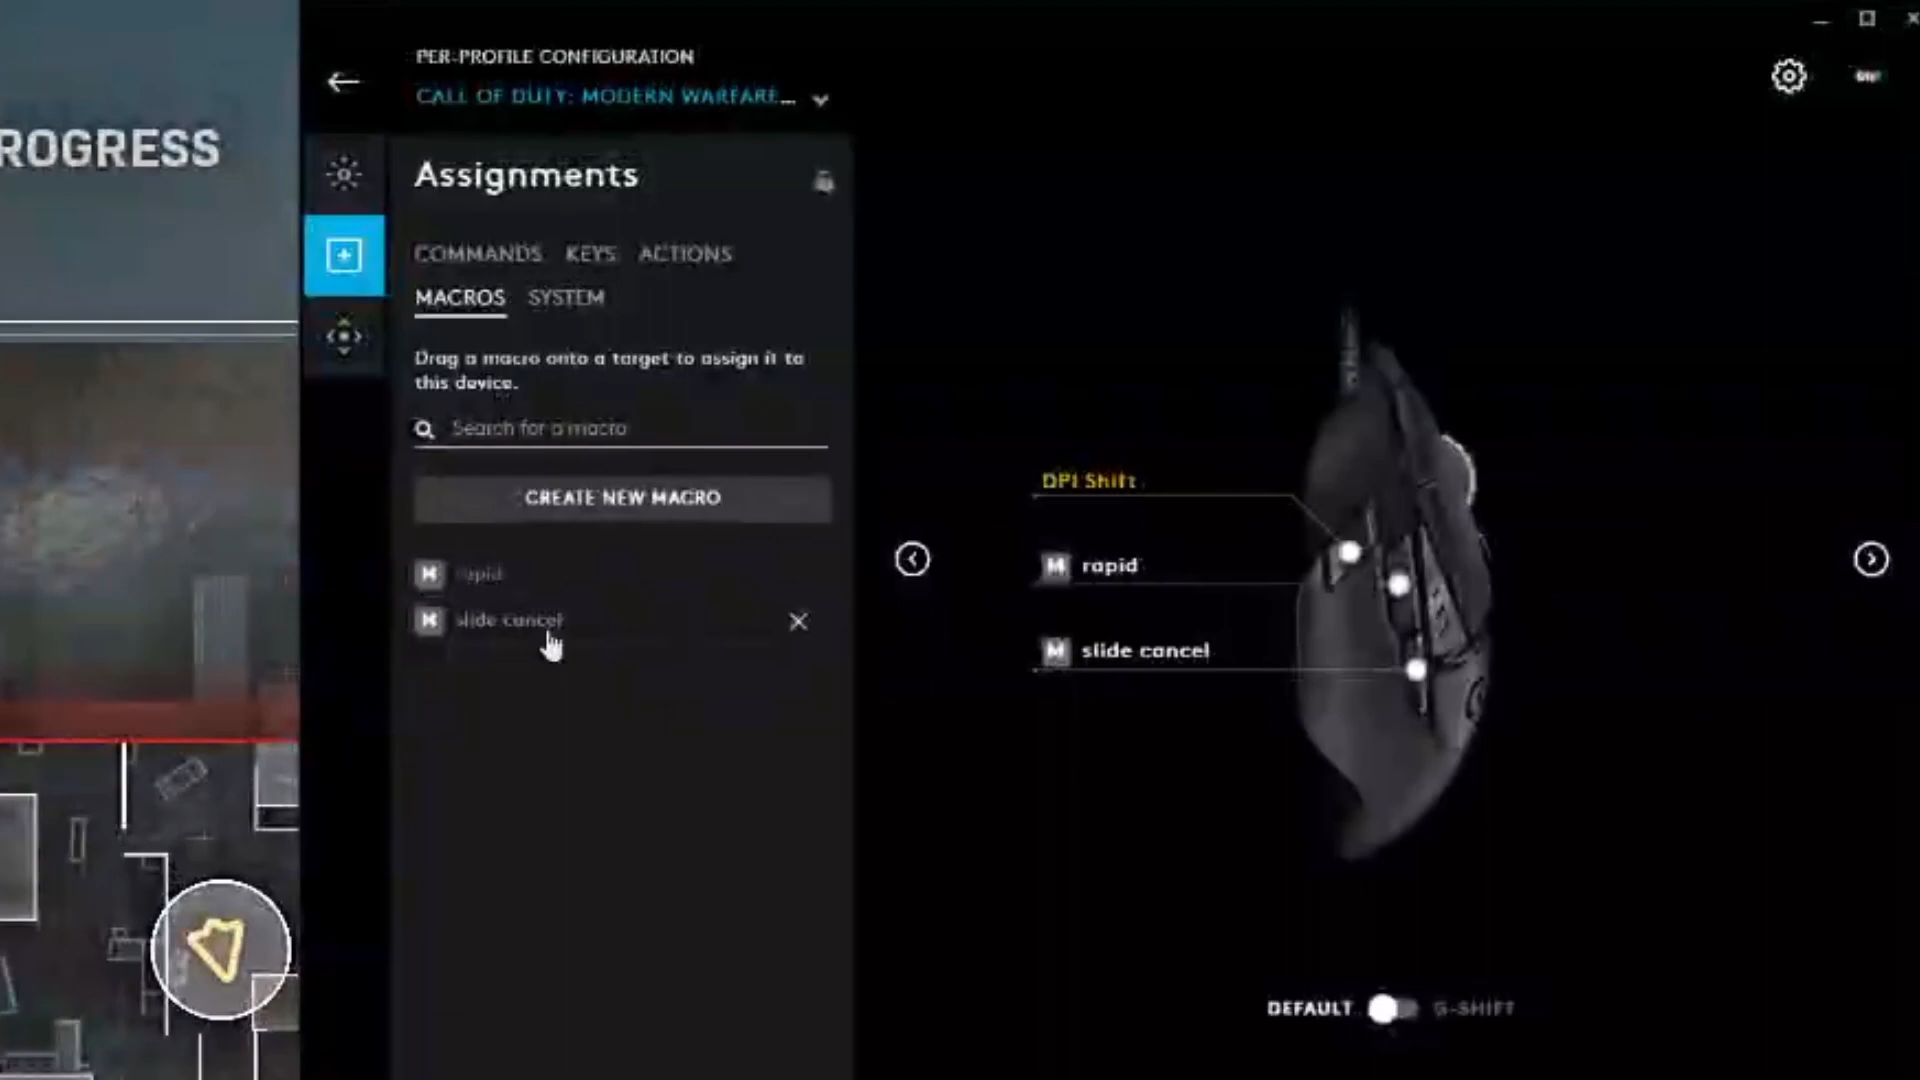 ROGRESS
PER-PROFILE CONFIGURATION
CALL OF DUTY: MODERN WARFARE...
Assignments
COMMANDS KEYS ACTIONS
MACROS SYSTEM
Drag a macro onto a target to assign it to
this device.
Search for a macro
CREATE NEW MACRO
rapid
slide cancel
DPI Shift
M rapid
M slide cancel
DEFAULT G-SHIFT